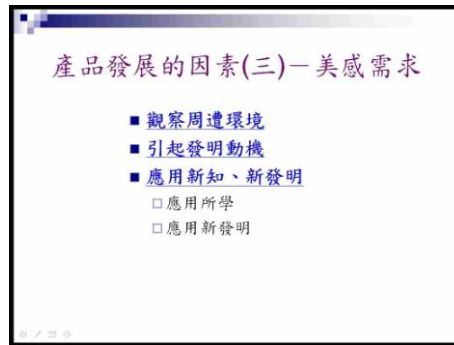 產品發展的因素(三)－美感需求
觀察周遭環境
引起發明動機
應用新知、新發明
應用所學
應用新發明